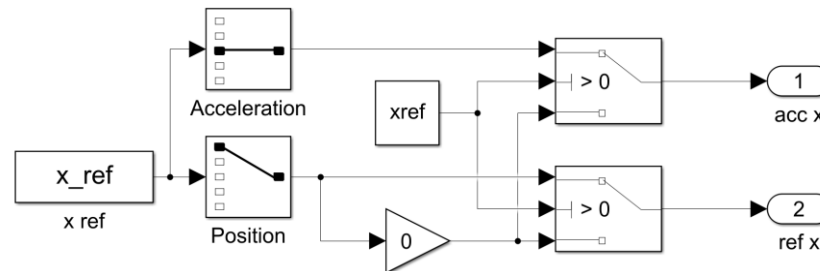 Acceleration
> 0
1
acc x
xref
x_ref
x ref
Position
0
> 0
2
ref x